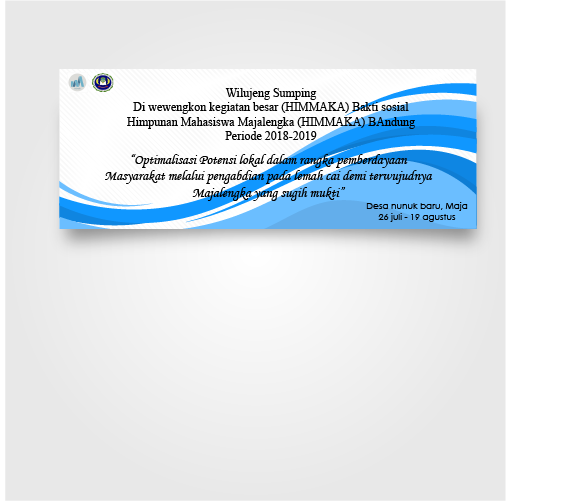 Wilujeng Sumping
Di wewengkon kegiatan besar (HIMMAKA) Bakti sosial
Himpunan Mahasiswa Majalengka (HIMMAKA) BAndung
Periode 2018-2019
“Optimalisasi Potensi lokal dalam rangka pemberdayaan
Masyarakat melalui pengabdian pada lemah cai demi terwujudnya
Majalengka yang sugih mukti”
Desa nunuk baru, Maja
26 juli - 19 agustus